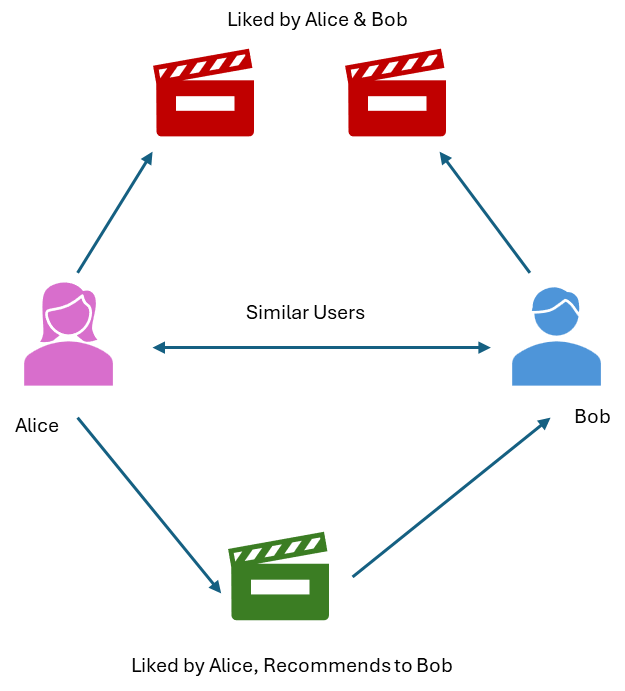 Liked by Alice & Bob
Similar Users
Alice
Bob
Liked by Alice, Recommends to Bob